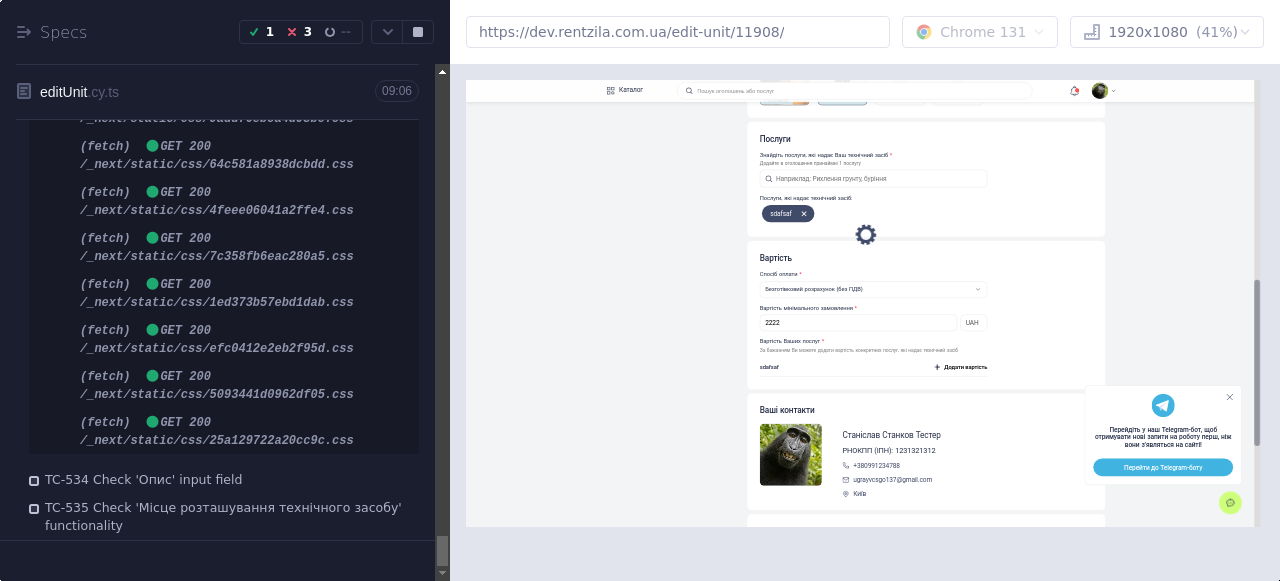 Specs
1
3
--
https://dev.rentzila.com.ua/edit-unit/11908/
Chrome 131
1920x1080 (41%)
editUnit.cy.ts
09:06
(fetch) GET 200
/_next/static/css/64c581a8938dcbdd.css
(fetch) GET 200
/_next/static/css/4feee06041a2ffe4.css
(fetch) GET 200
/_next/static/css/7c358fb6eac280a5.css
(fetch) GET 200
/_next/static/css/1ed373b57ebd1dab.css
(fetch) GET 200
/_next/static/css/efc0412e2eb2f95d.css
(fetch) GET 200
/_next/static/css/5093441d0962df05.css
(fetch) GET 200
/_next/static/css/25a129722a20cc9c.css
TC-534 Check 'Опис' input field
TC-535 Check 'Місце розташування технічного засобу'
functionality
Каталог
Пошук оголошень або послуг
Послуги
Знайдіть послуги, які надає Ваш технічний засіб *
Додайте в оголошення принаймні 1 послугу
Наприклад: Рихлення грунту, буріння
Послуги, які надає технічний засіб:
sdafsaf
Вартість
Спосіб оплати *
Безготівковий розрахунок (без ПДВ)
Вартість мінімального замовлення *
2222
UAH
Вартість Ваших послуг *
За бажанням Ви можете додати вартість конкретних послуг, які надає технічний засіб
sdafsaf
Додати вартість
Ваші контакти
Станіслав Станков Тестер
РНОКПП (ІПН): 1231321312
+380991234788
ugrayvcsgo137@gmail.com
Київ
Перейдіть у наш Telegram-бот, щоб
отримувати нові запити на роботу перш, ніж
вони з'являться на сайті!
Перейти до Telegram-боту